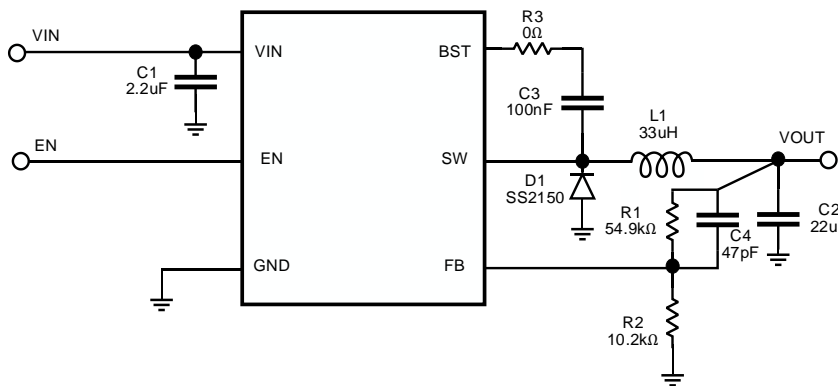 VIN
EN
C1
2.2uF
VIN
EN
GND
BST
SW
FB
R3
0Ω
C3
100nF
D1
SS2150
L1
33uH
VOUT
R1
54.9kΩ
C4
47pF
C2
22u
R2
10.2kΩ